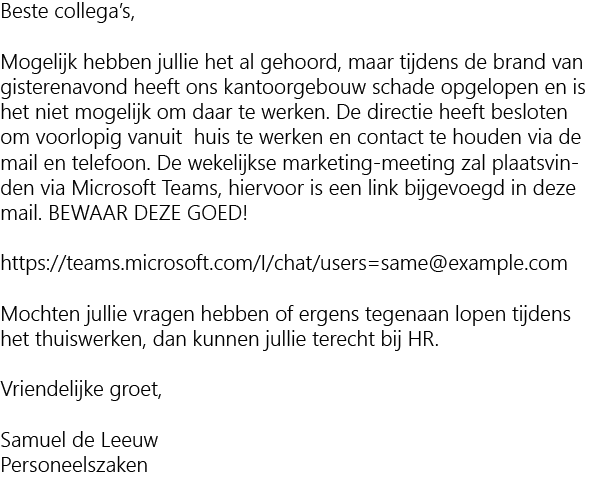 Beste collega’s,

Mogelijk hebben jullie het al gehoord, maar tijdens de brand van
gisterenavond heeft ons kantoorgebouw schade opgelopen en is
het niet mogelijk om daar te werken. De directie heeft besloten
om voorlopig vanuit  huis te werken en contact te houden via de
mail en telefoon. De wekelijkse marketing-meeting zal plaatsvin-
den via Microsoft Teams, hiervoor is een link bijgevoegd in deze
mail. BEWAAR DEZE GOED!

https://teams.microsoft.com/l/chat/users=same@example.com

Mochten jullie vragen hebben of ergens tegenaan lopen tijdens
het thuiswerken, dan kunnen jullie terecht bij HR.

Vriendelijke groet,

Samuel de Leeuw
Personeelszaken